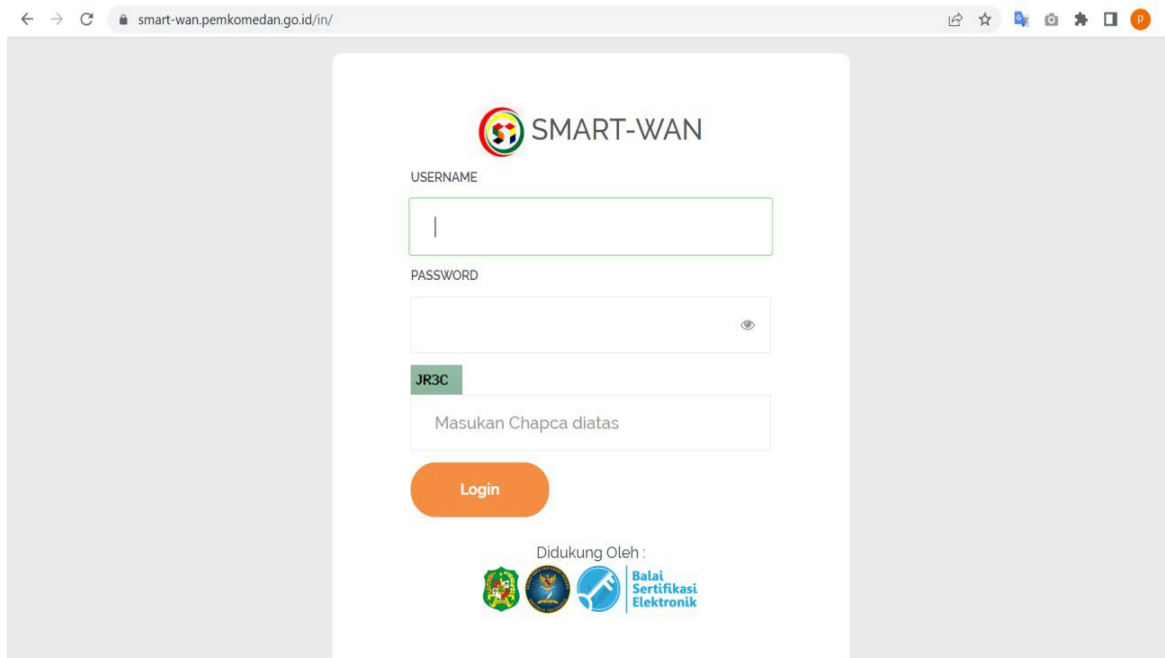 smart-wan.pemkomedan.go.id/in/
P
SMART-WAN
USERNAME
PASSWORD
JR3C
Masukan Chapca diatas
Login
Didukung Oleh :
Balai
Sertifikasi
Elektronik